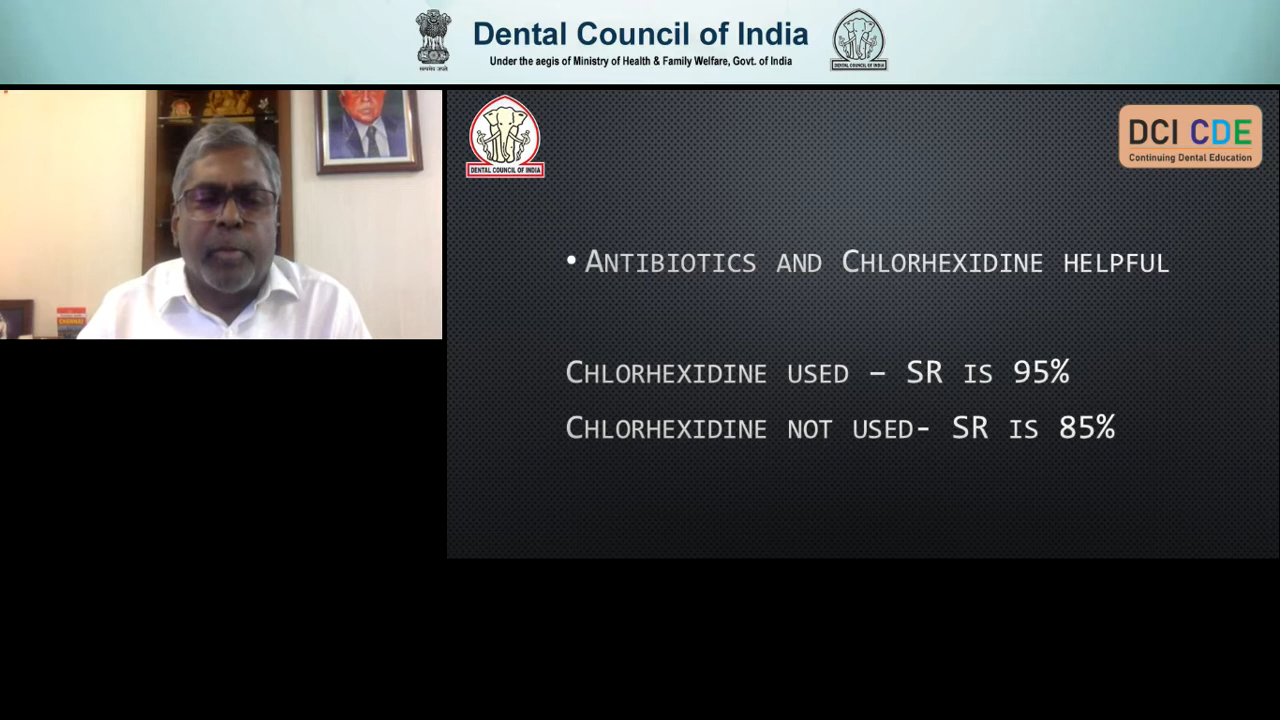 Dental Council of India
Under the aegis of Ministry of Health & Family Welfare, Govt. of India
DENTAL COUNCIL OF INDIA
DCI CDE
Continuing Dental Education
• Antibiotics and Chlorhexidine helpful
Chlorhexidine used – SR is 95%
Chlorhexidine not used- SR is 85%